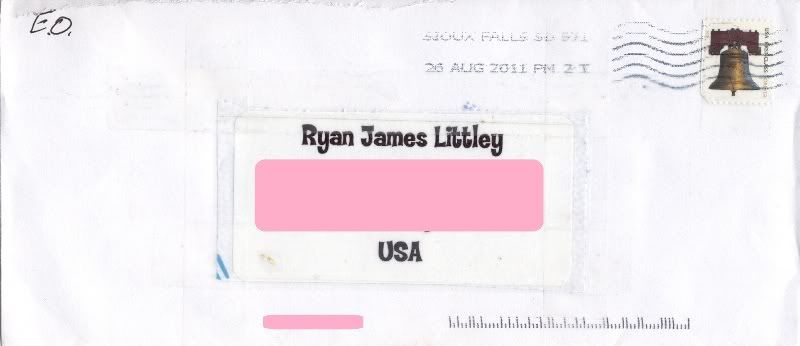 E.O.
SIOUX FALLS SD 571
26 AUG 2011 PM 2 T
Ryan James Littley
USA